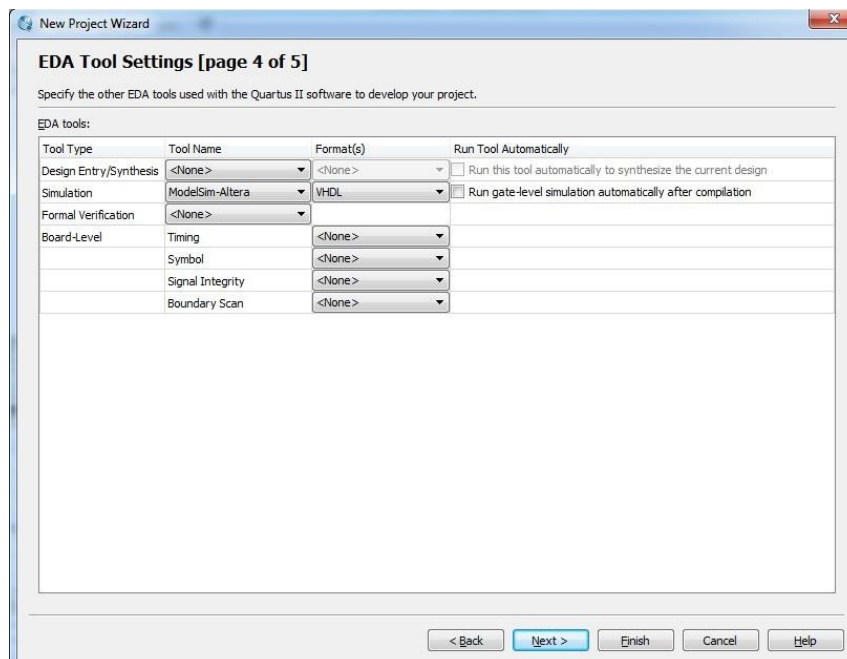 New Project Wizard
EDA Tool Settings [page 4 of 5]
Specify the other EDA tools used with the Quartus II software to develop your project.
EDA tools:
Tool Type Tool Name Format(s) Run Tool Automatically
Design Entry/Synthesis <None> <None> Run this tool automatically to synthesize the current design
Simulation ModelSim-Altera VHDL Run gate-level simulation automatically after compilation
Formal Verification <None>
Board-Level Timing <None>
Symbol <None>
Signal Integrity <None>
Boundary Scan <None>
< Back Next > Finish Cancel Help